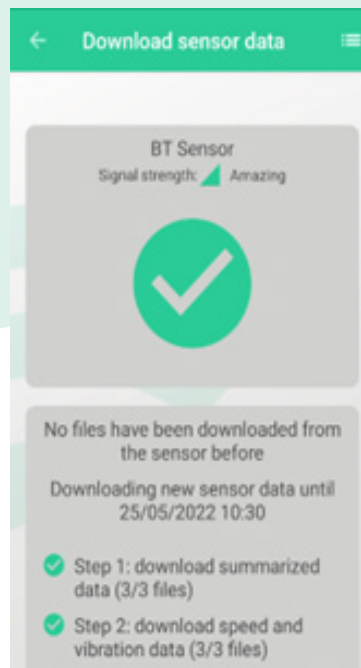 Download sensor data
BT Sensor
Signal strength: Amazing
No files have been downloaded from
the sensor before
Downloading new sensor data until
25/05/2022 10:30
Step 1: download summarized
data (3/3 files)
Step 2: download speed and
vibration data (3/3 files)